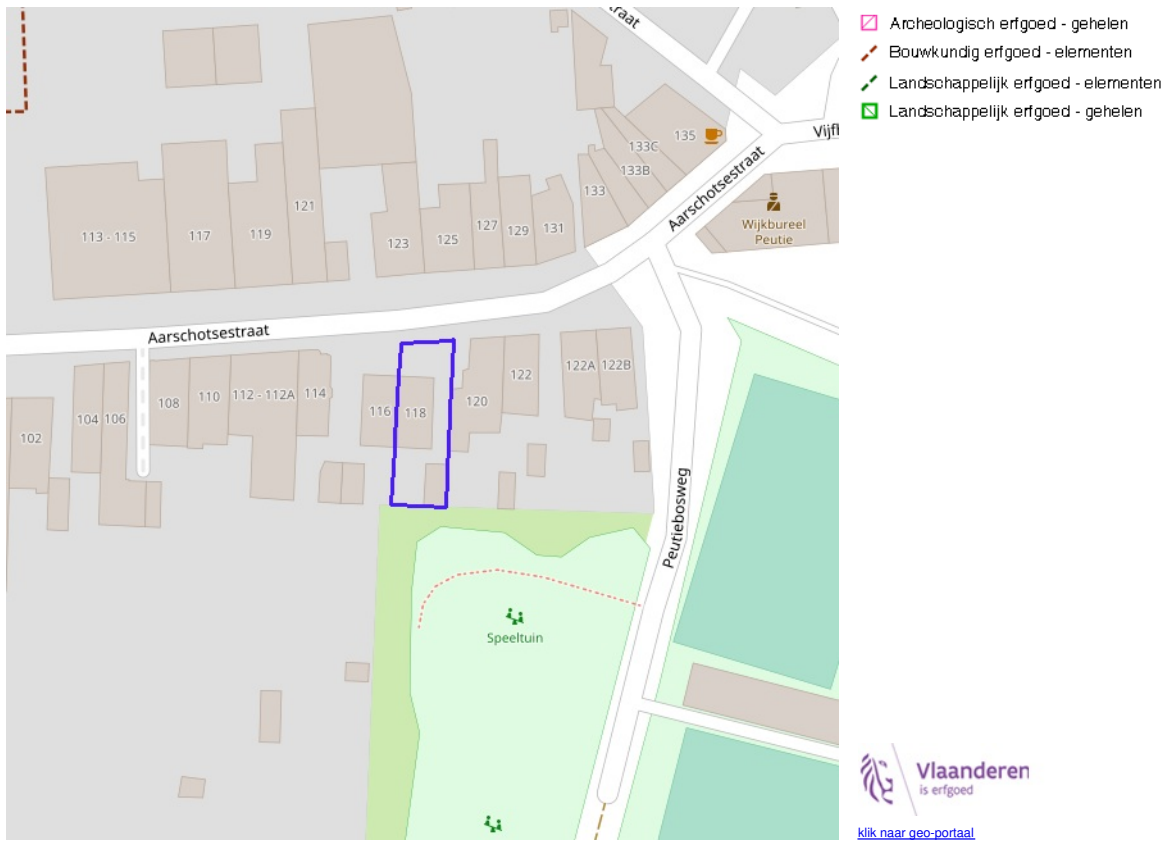 ...traat
135
133C
133B
133
Vijfl
Aarschotsestraat
Wijkbureel
Peutie
121
113 - 115
117
119
123
125
127
129
131
Aarschotsestraat
102
104
106
108
110
112 - 112A
114
116
118
120
122
122A
122B
Peutiebosweg
Speeltuin
Archeologisch erfgoed - gehelen
Bouwkundig erfgoed - elementen
Landschappelijk erfgoed - elementen
Landschappelijk erfgoed - gehelen
Vlaanderen
is erfgoed
klik naar geo-portaal